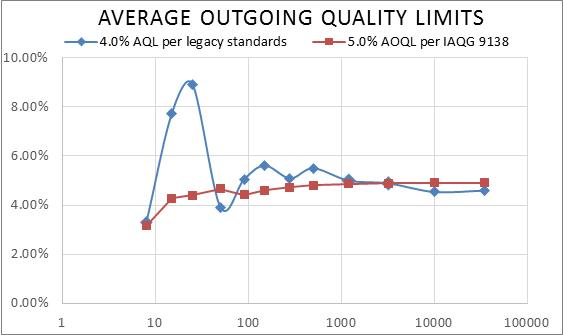 AVERAGE OUTGOING QUALITY LIMITS
4.0% AQL per legacy standards 5.0% AOQL per IAQG 9138
10.00%
8.00%
6.00%
4.00%
2.00%
0.00%
1 10 100 1000 10000 100000